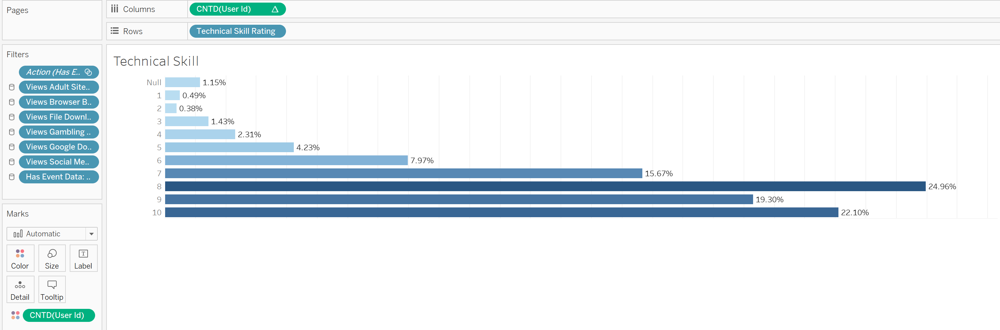 Pages
Columns
CNTD(User Id)
Rows
Technical Skill Rating
Filters
Action (Has E..
Views Adult Site..
Views Browser B..
Views File Downl..
Views Gambling ..
Views Google Do..
Views Social Me..
Has Event Data: ..
Marks
Automatic
Color Size Label
Detail Tooltip
CNTD(User Id)
Technical Skill
Null 1.15%
1 0.49%
2 0.38%
3 1.43%
4 2.31%
5 4.23%
6 7.97%
7 15.67%
8 24.96%
9 19.30%
10 22.10%